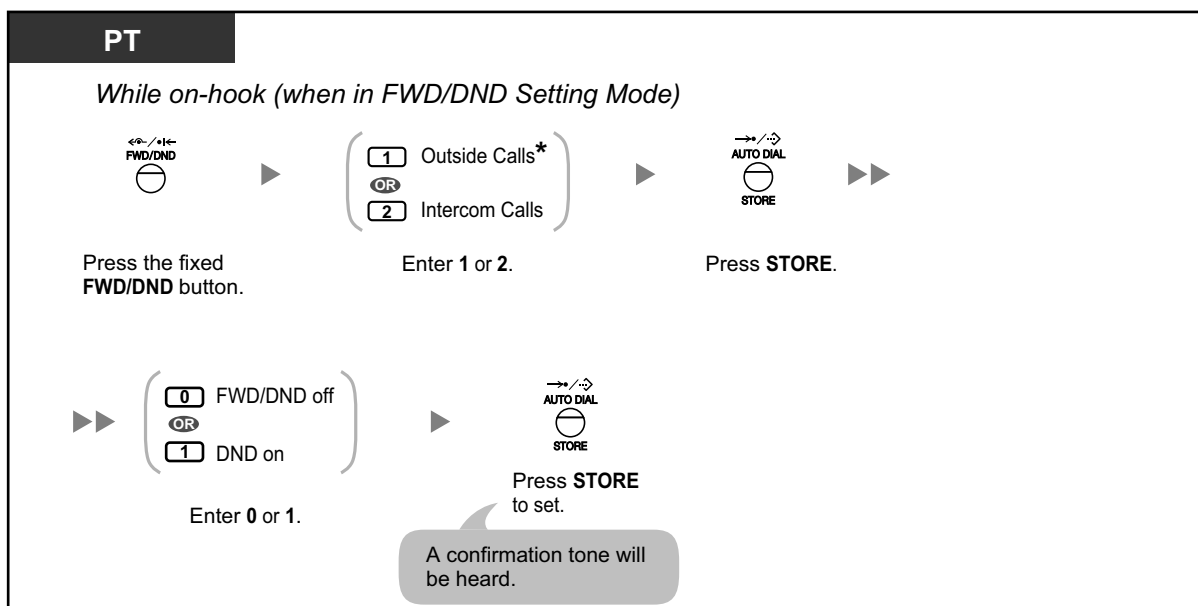 PT
While on-hook (when in FWD/DND Setting Mode)
FWD/DND
1 Outside Calls*
OR
2 Intercom Calls
AUTO DIAL
STORE
Press the fixed
FWD/DND button.
Enter 1 or 2.
Press STORE.
0 FWD/DND off
OR
1 DND on
Enter 0 or 1.
AUTO DIAL
STORE
Press STORE
to set.
A confirmation tone will
be heard.